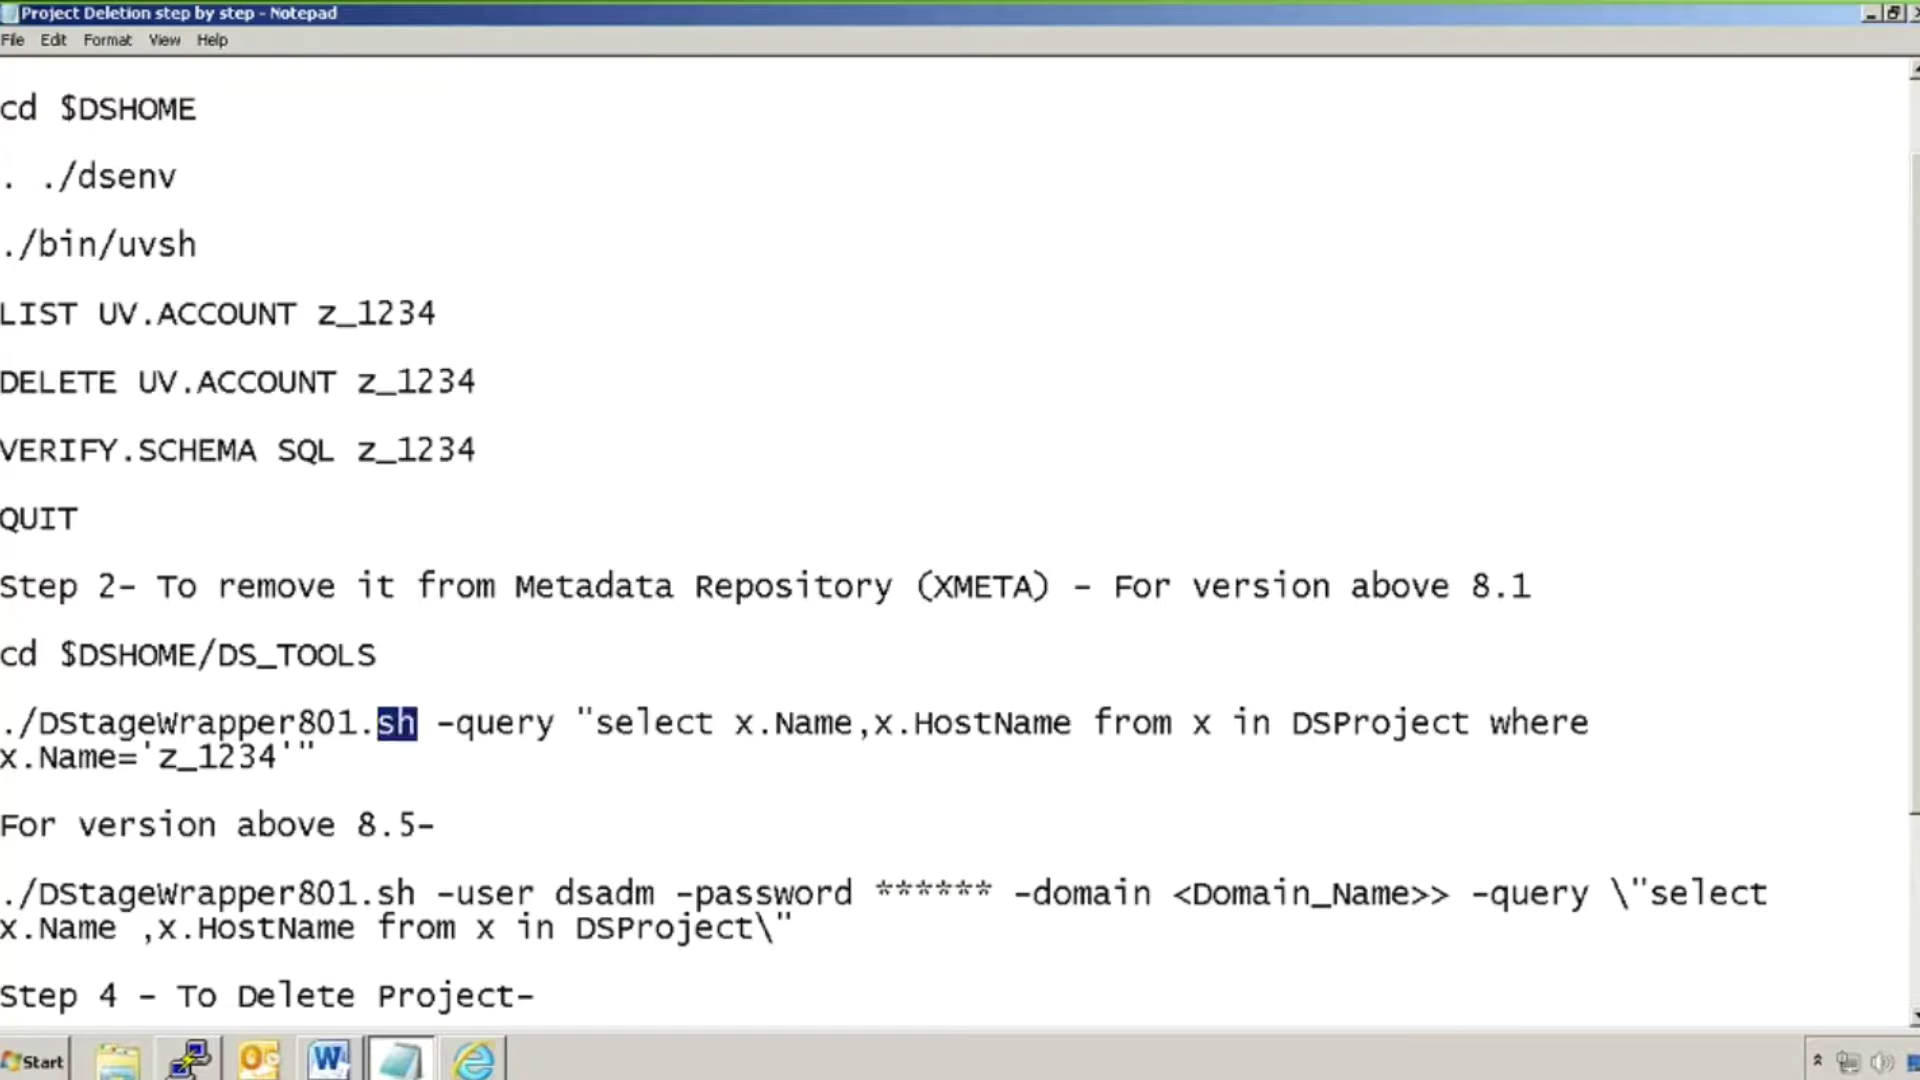 Project Deletion step by step - Notepad
File Edit Format View Help
cd $DSHOME
. ./dsenv
./bin/uvsh
LIST UV.ACCOUNT z_1234
DELETE UV.ACCOUNT z_1234
VERIFY.SCHEMA SQL z_1234
QUIT
Step 2- To remove it from Metadata Repository (XMETA) - For version above 8.1
cd $DSHOME/DS_TOOLS
./DStageWrapper801.sh -query "select x.Name,x.HostName from x in DSProject where
x.Name='z_1234'"
For version above 8.5-
./DStageWrapper801.sh -user dsadm -password ****** -domain <Domain_Name>> -query \"select
x.Name ,x.HostName from x in DSProject\"
Step 4 - To Delete Project-
Start